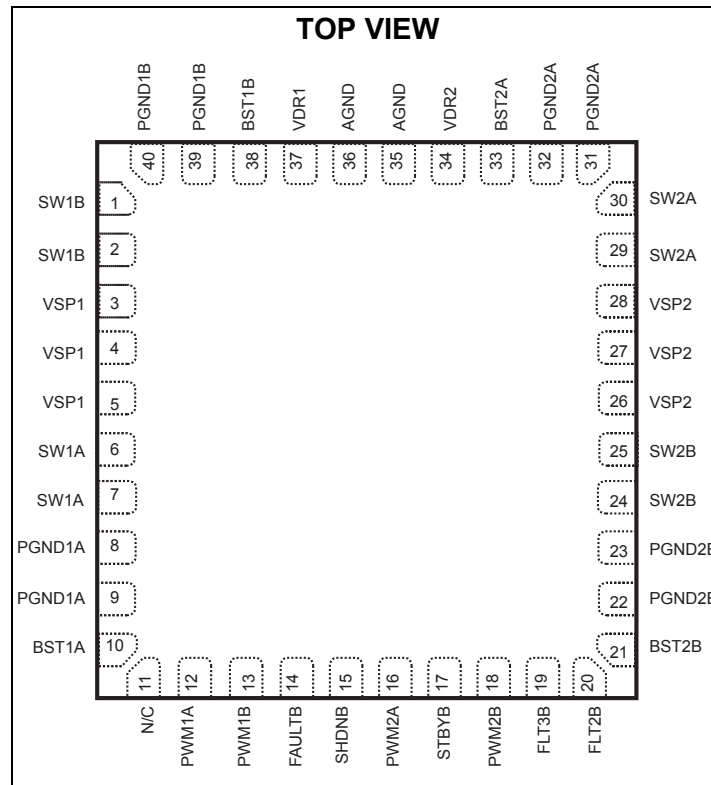 TOP VIEW
PGND1B
PGND1B
BST1B
VDR1
AGND
AGND
VDR2
BST2A
PGND2A
PGND2A
40
39
38
37
36
35
34
33
32
31
SW1B 1
SW1B 2
VSP1 3
VSP1 4
VSP1 5
SW1A 6
SW1A 7
PGND1A 8
PGND1A 9
BST1A 10
30 SW2A
29 SW2A
28 VSP2
27 VSP2
26 VSP2
25 SW2B
24 SW2B
23 PGND2B
22 PGND2B
21 BST2B
11
12
13
14
15
16
17
18
19
20
N/C
PWM1A
PWM1B
FAULTB
SHDNB
PWM2A
STBYB
PWM2B
FLT3B
FLT2B